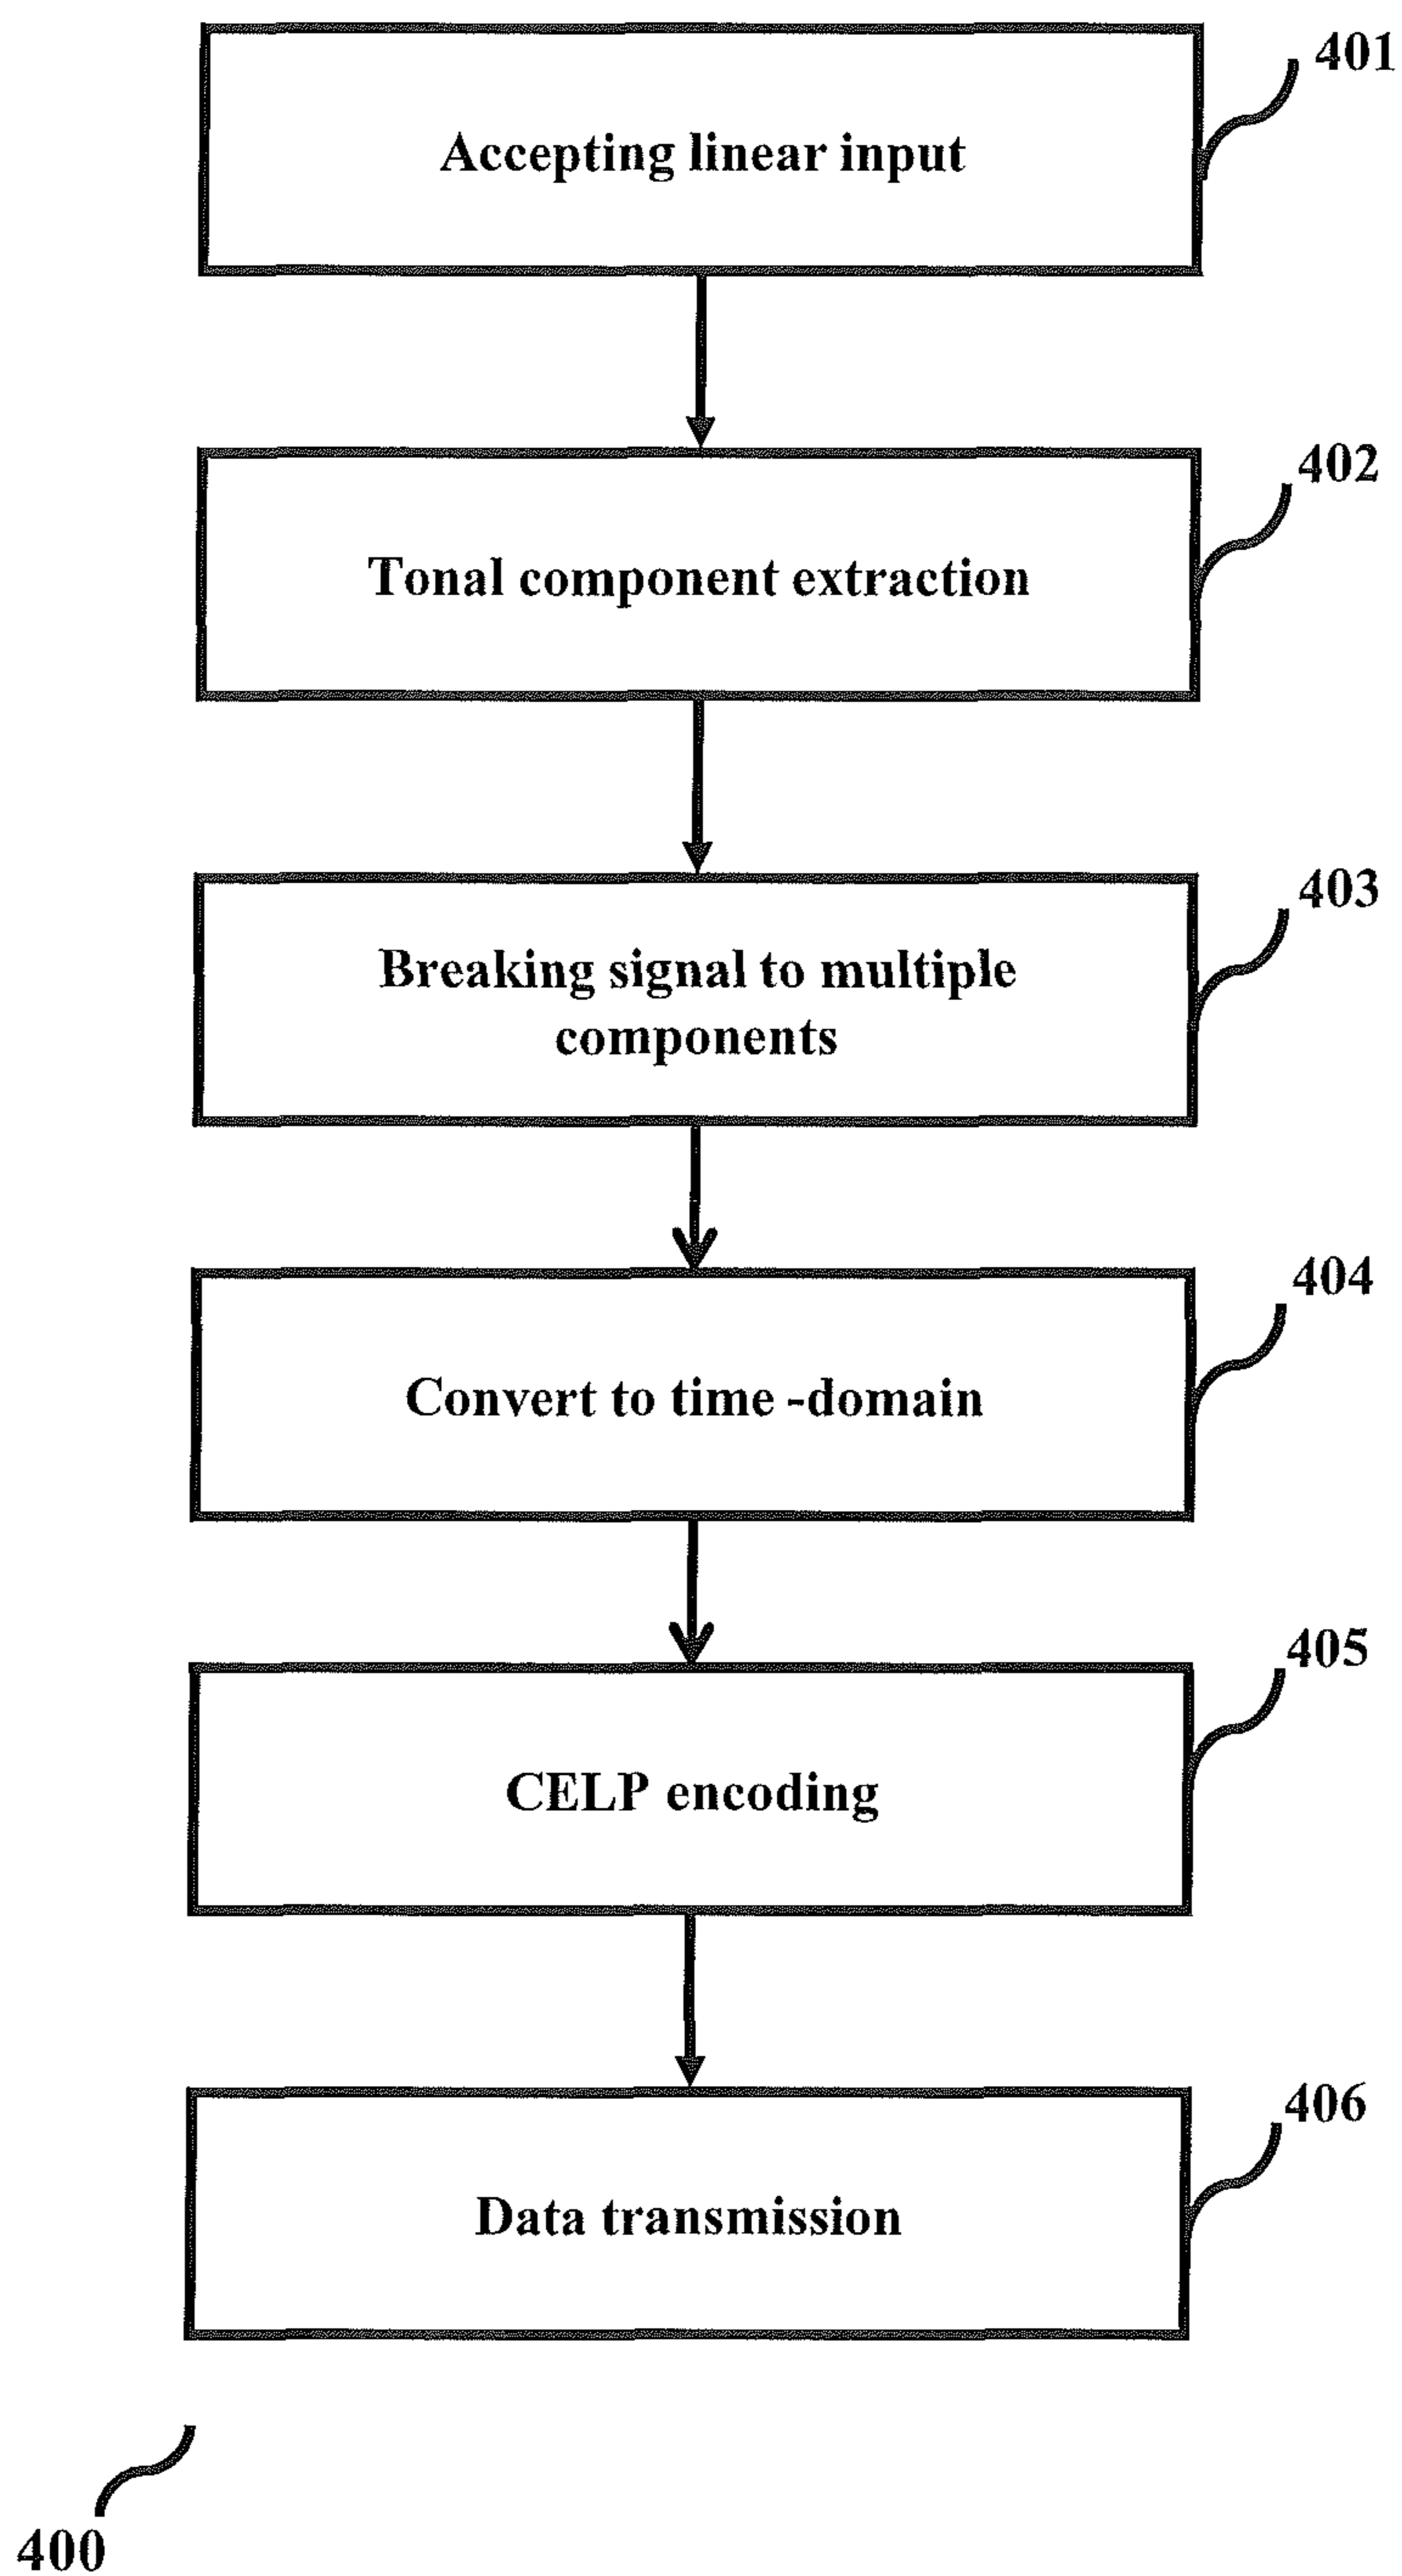 401
Accepting linear input
402
Tonal component extraction
403
Breaking signal to multiple
components
404
Convert to time -domain
405
CELP encoding
406
Data transmission
400